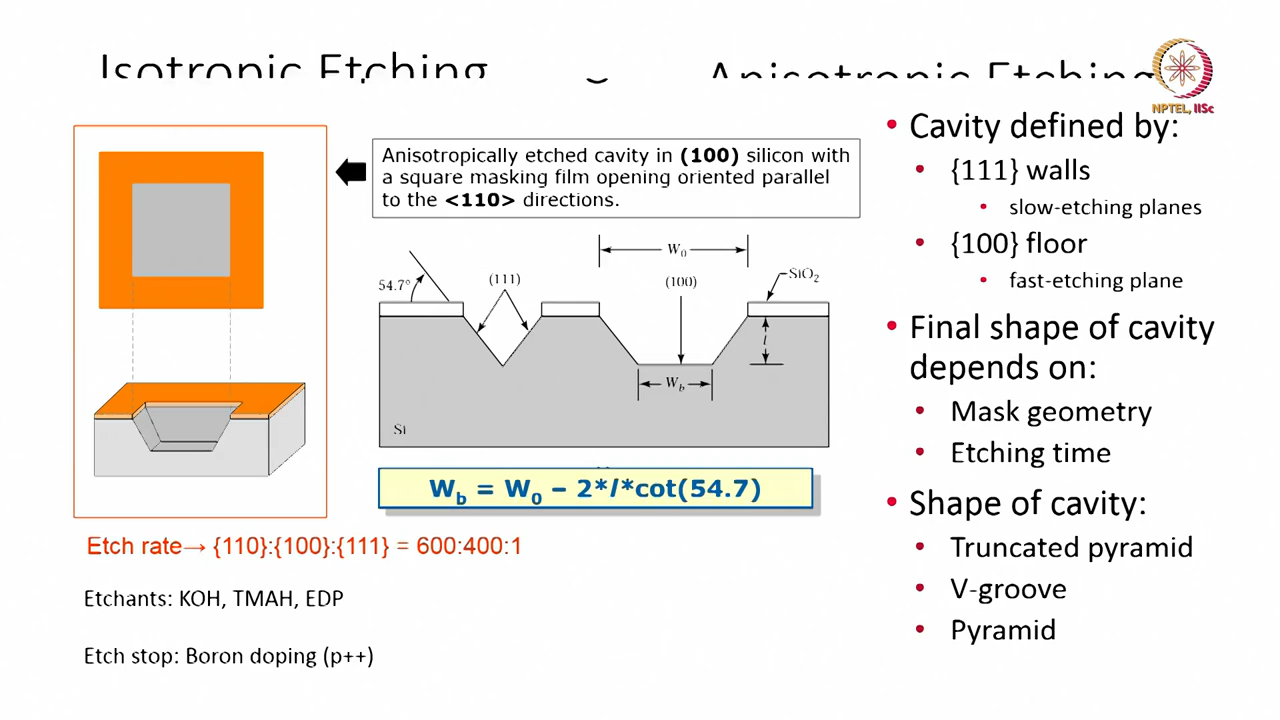 Isotropic Etching
Anisotropic Etching
NPTEL, IISc
Anisotropically etched cavity in (100) silicon with
a square masking film opening oriented parallel
to the <110> directions.
W₀
54.7°
(111)
(100)
SiO₂
l
W_b
Si
W_b = W₀ – 2*l*cot(54.7)
Etch rate→ {110}:{100}:{111} = 600:400:1
Etchants: KOH, TMAH, EDP
Etch stop: Boron doping (p++)
• Cavity defined by:
• {111} walls
• slow-etching planes
• {100} floor
• fast-etching plane
• Final shape of cavity
depends on:
• Mask geometry
• Etching time
• Shape of cavity:
• Truncated pyramid
• V-groove
• Pyramid